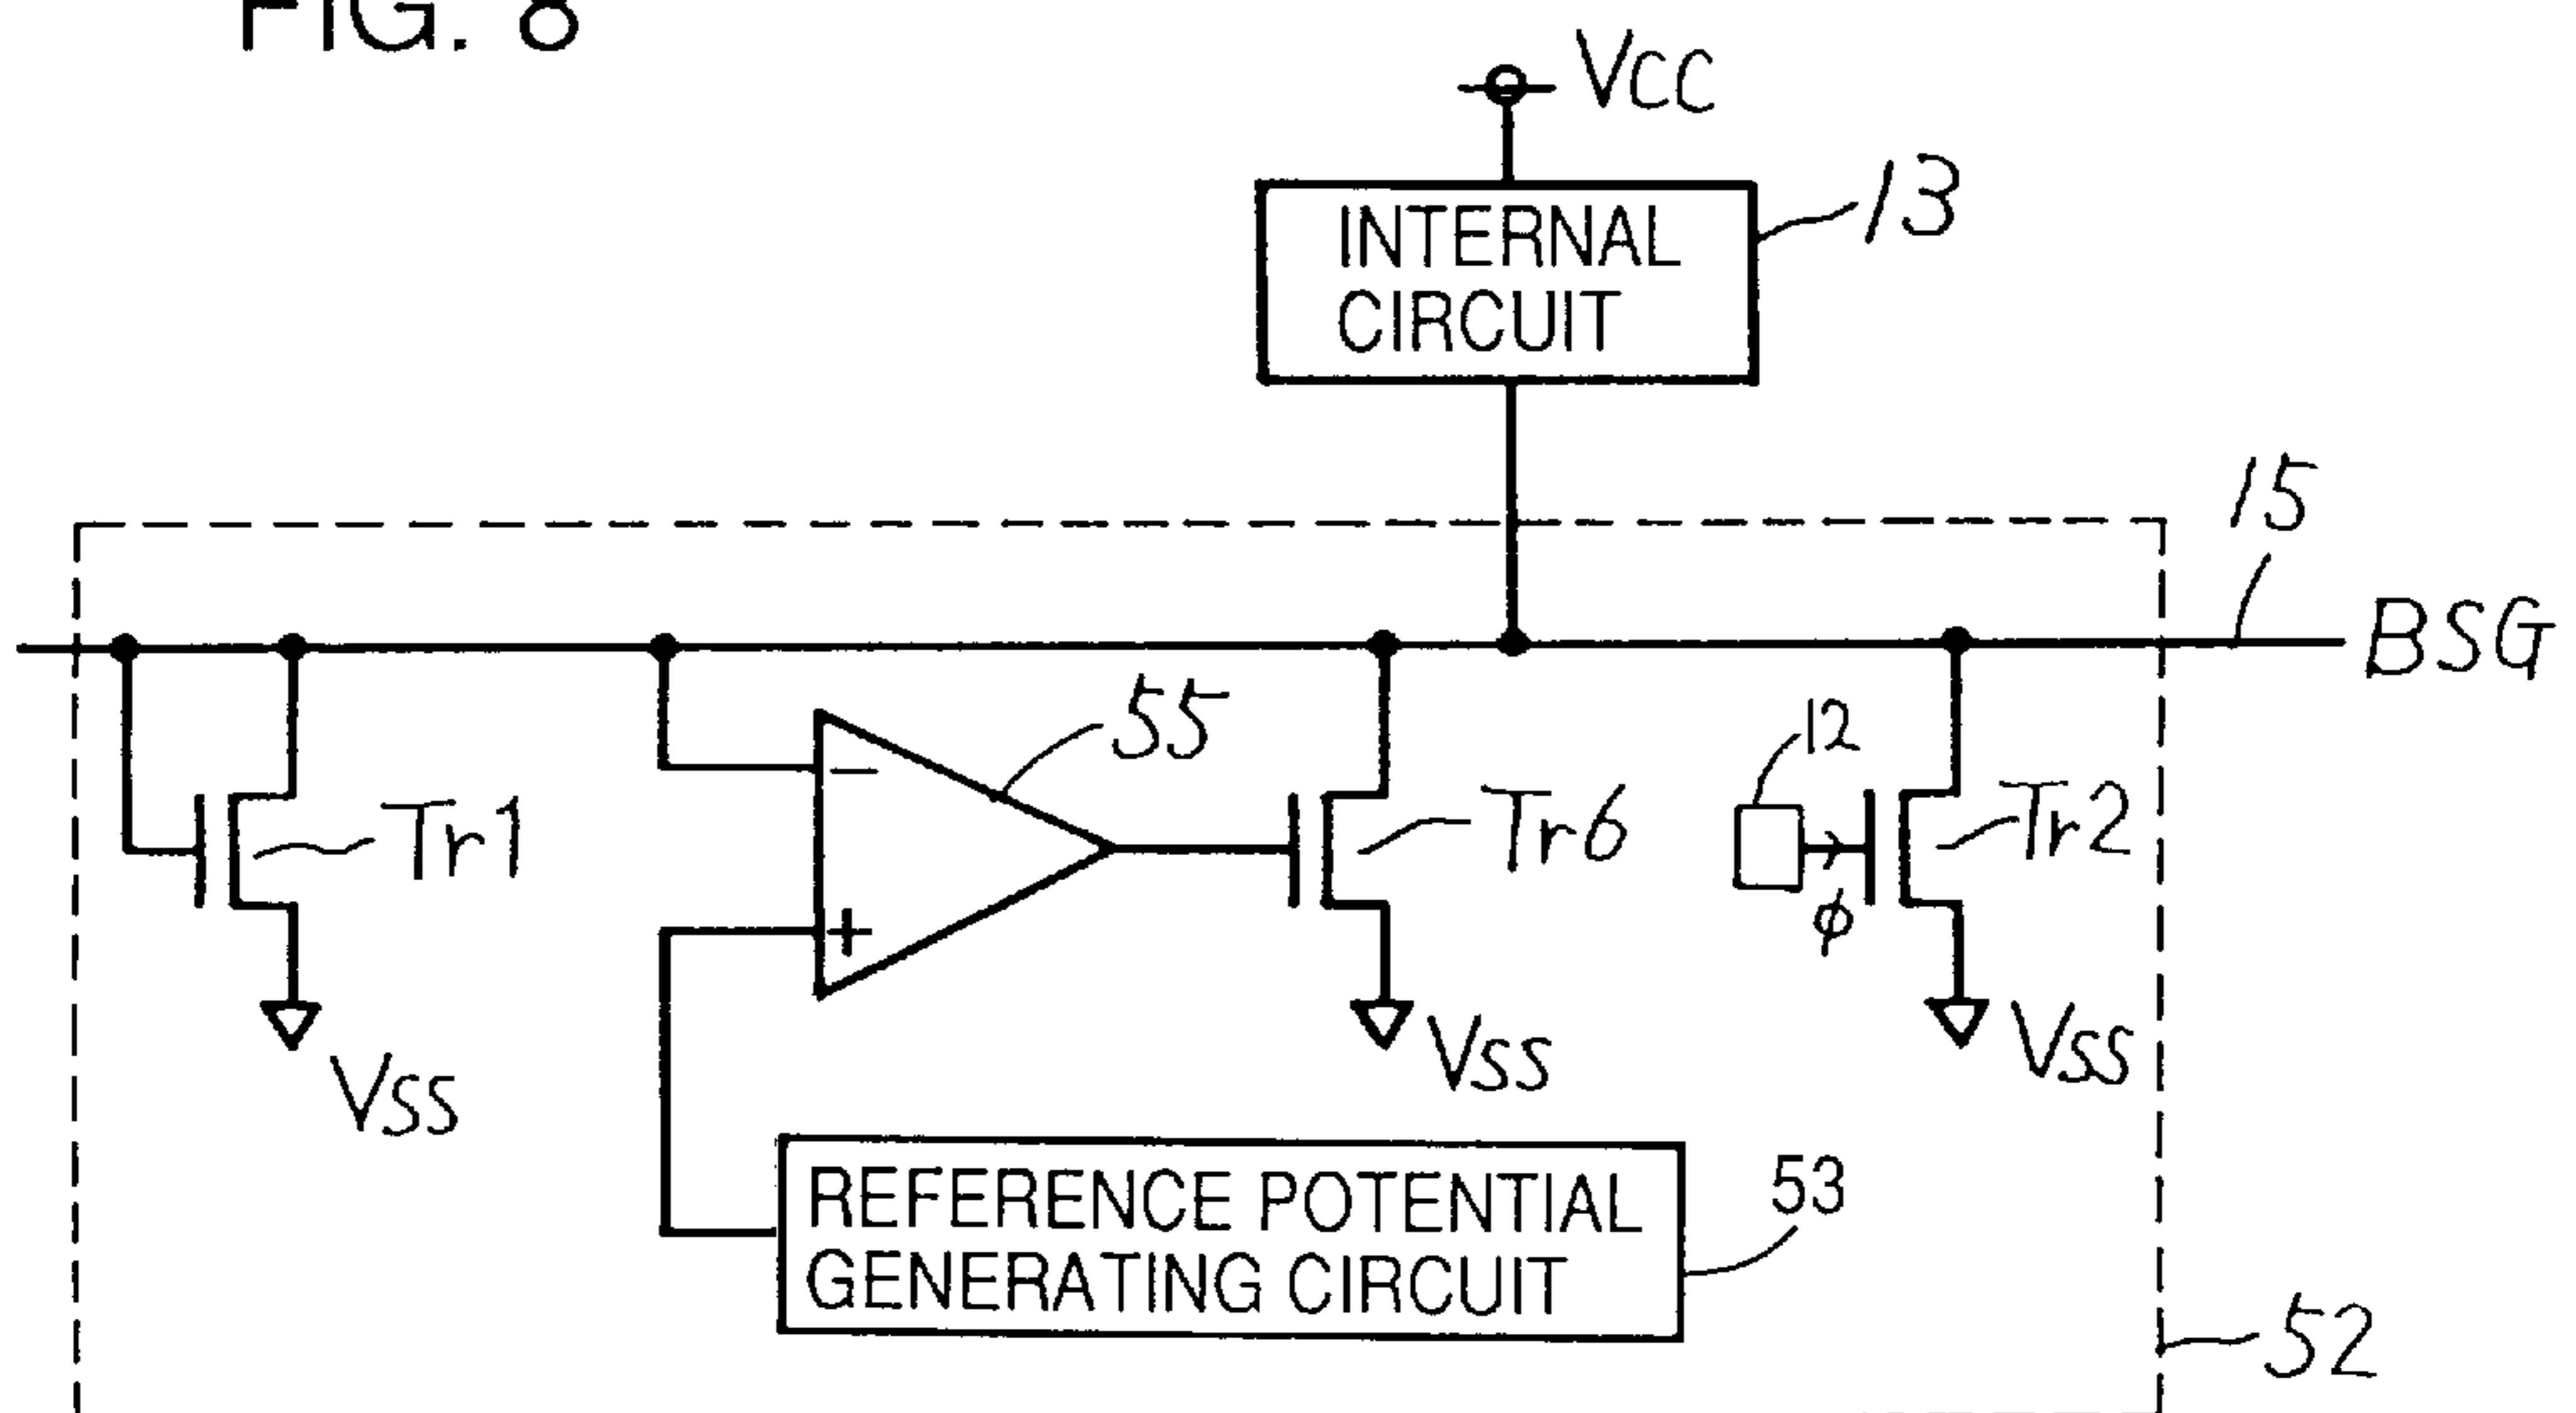 FIG. 8
VCC
INTERNAL
CIRCUIT
13
15
BSG
55
12
Tr1
−
+
Tr6
Tr2
ϕ
VSS
VSS
VSS
REFERENCE POTENTIAL
GENERATING CIRCUIT
53
52